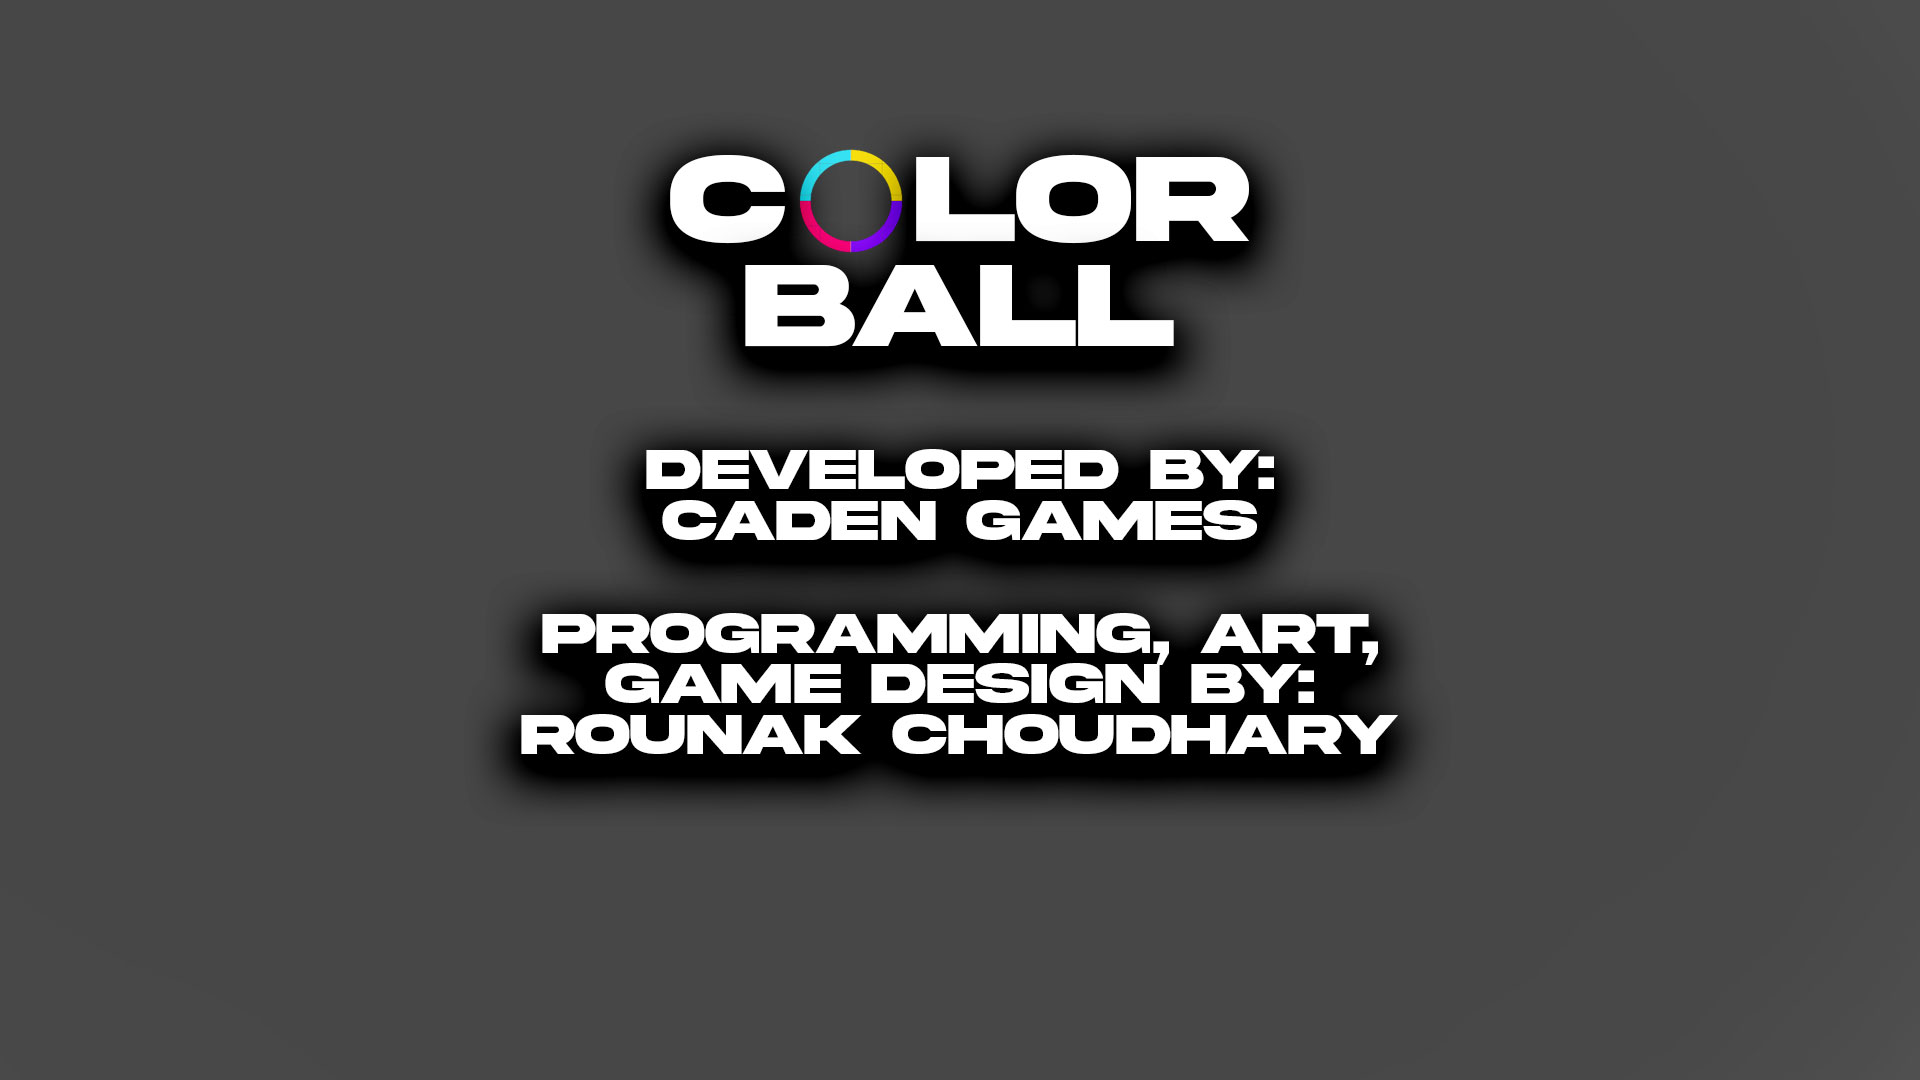 COLOR
BALL
DEVELOPED BY:
CADEN GAMES
PROGRAMMING, ART,
GAME DESIGN BY:
ROUNAK CHOUDHARY